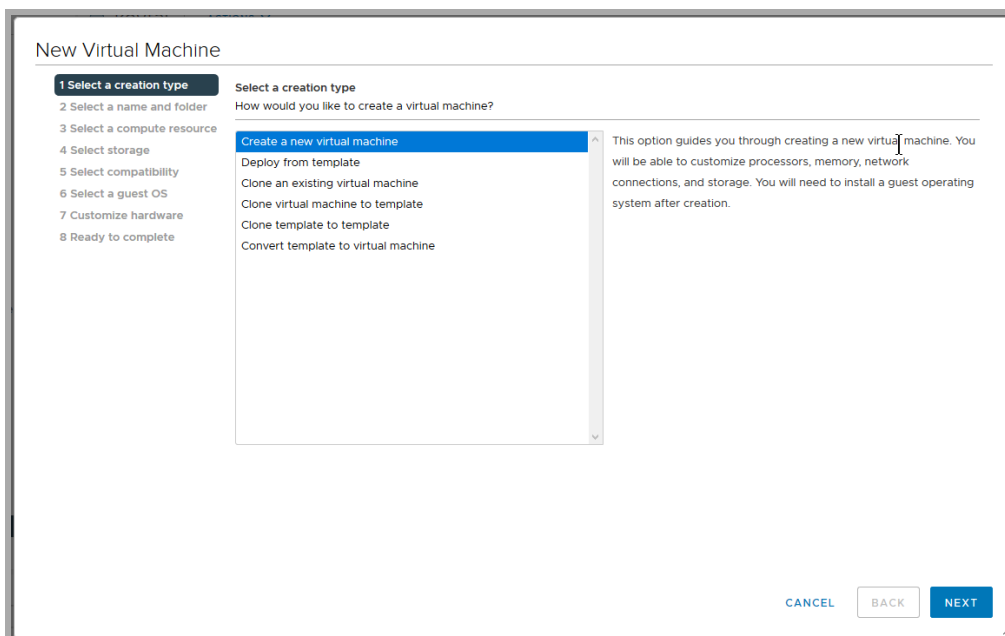 New Virtual Machine
1 Select a creation type
2 Select a name and folder
3 Select a compute resource
4 Select storage
5 Select compatibility
6 Select a guest OS
7 Customize hardware
8 Ready to complete
Select a creation type
How would you like to create a virtual machine?
Create a new virtual machine
Deploy from template
Clone an existing virtual machine
Clone virtual machine to template
Clone template to template
Convert template to virtual machine
This option guides you through creating a new virtual machine. You
will be able to customize processors, memory, network
connections, and storage. You will need to install a guest operating
system after creation.
CANCEL
BACK
NEXT